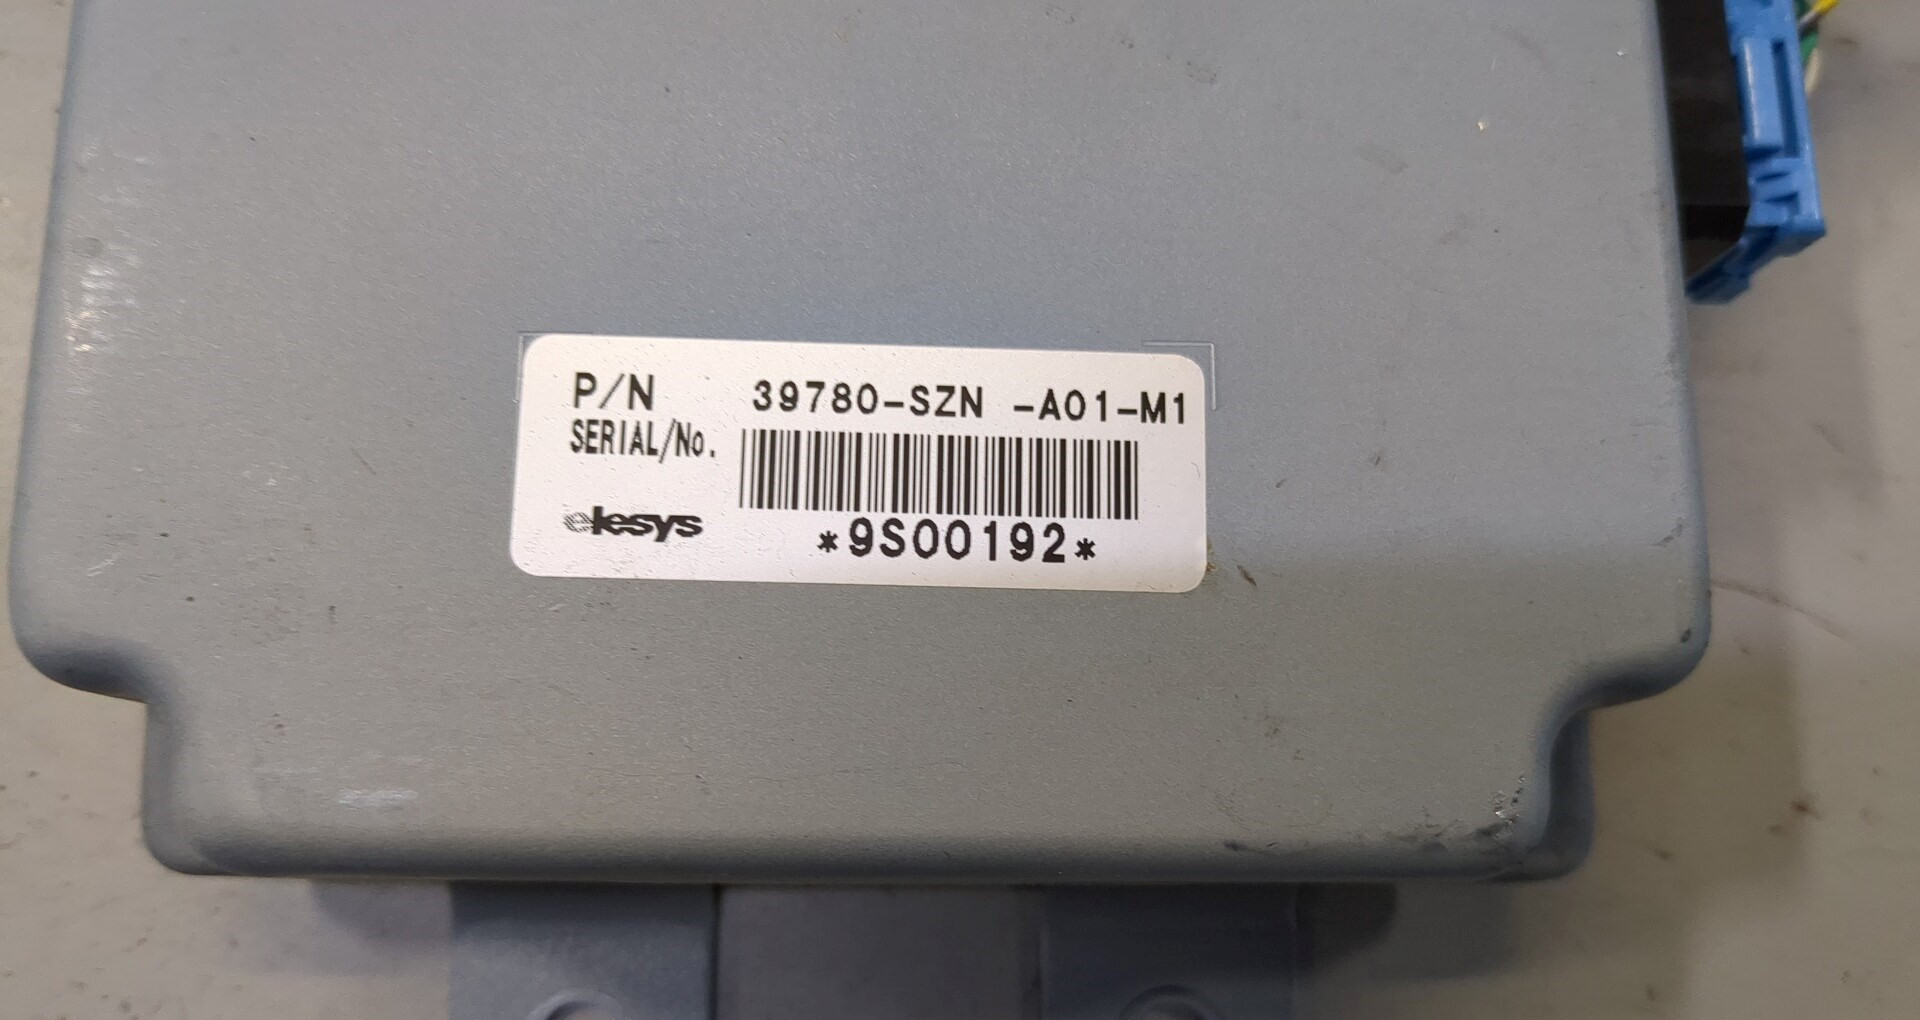 P/N 39780-SZN -A01-M1
SERIAL/No.
elesys *9S00192*